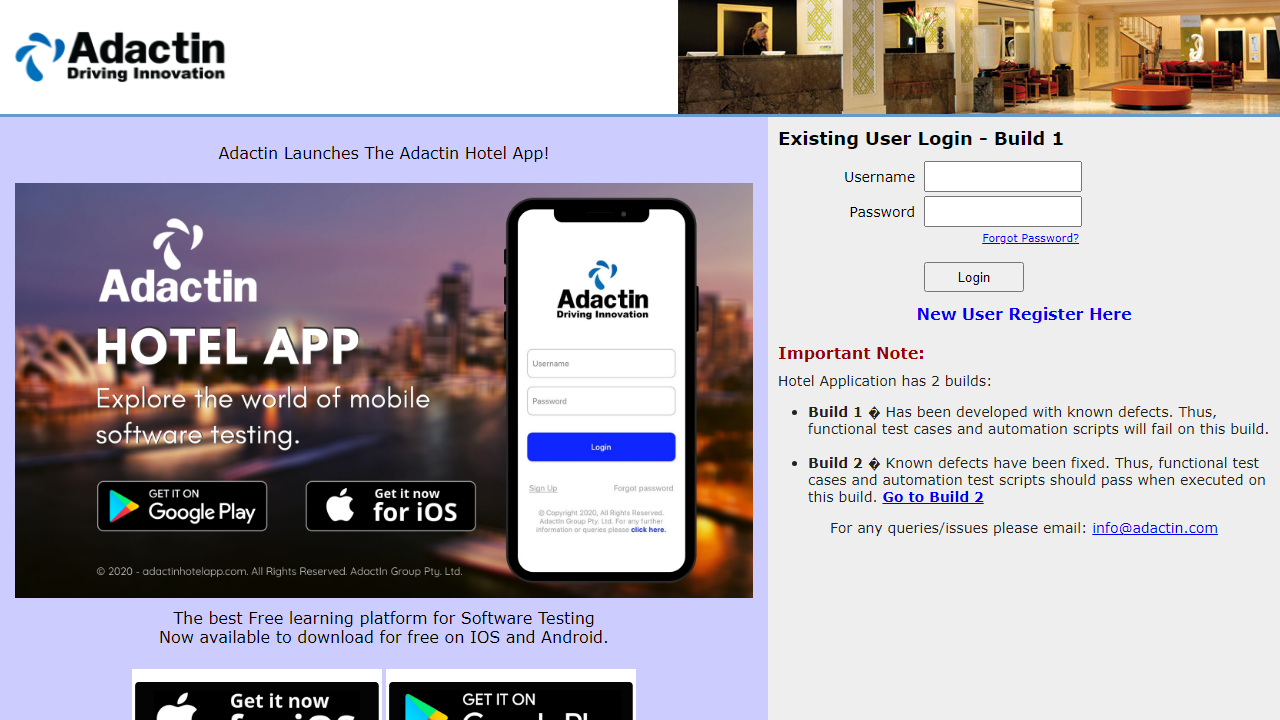 Adactin
Driving Innovation
Adactin Launches The Adactin Hotel App!
Adactin
HOTEL APP
Explore the world of mobile
software testing.
GET IT ON
Google Play
Get it now
for iOS
© 2020 - adactinhotelapp.com. All Rights Reserved. AdactIn Group Pty. Ltd.
Adactin
Driving Innovation
Username
Password
Login
Sign Up Forgot password
© Copyright 2020, All Rights Reserved.
AdactIn Group Pty. Ltd. For any further
information or queries please click here.
The best Free learning platform for Software Testing
Now available to download for free on IOS and Android.
Get it now
for iOS
GET IT ON
Google Play
Existing User Login - Build 1
Username
Password
Forgot Password?
Login
New User Register Here
Important Note:
Hotel Application has 2 builds:
• Build 1 � Has been developed with known defects. Thus,
functional test cases and automation scripts will fail on this build.
• Build 2 � Known defects have been fixed. Thus, functional test
cases and automation test scripts should pass when executed on
this build. Go to Build 2
For any queries/issues please email: info@adactin.com